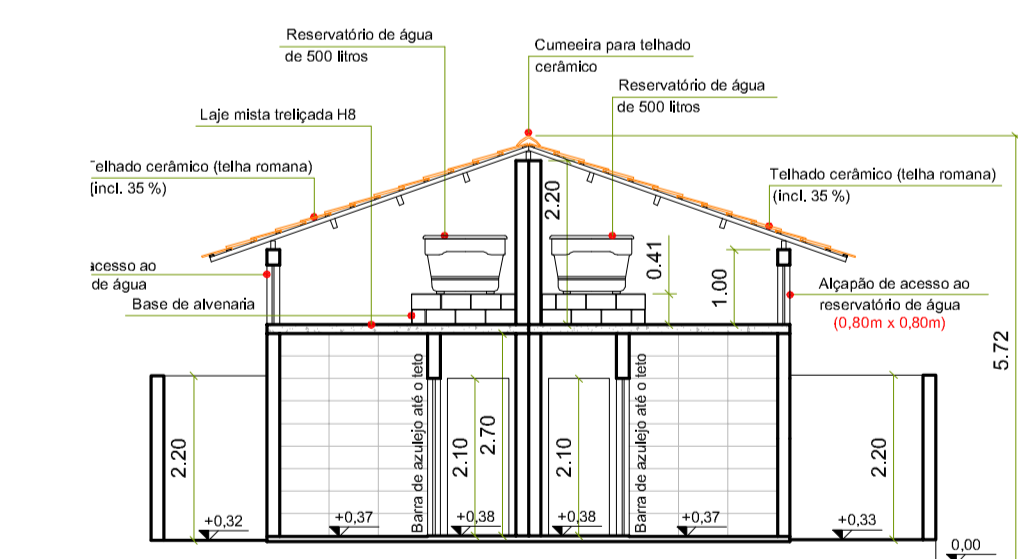 Reservatório de água
de 500 litros
Cumeeira para telhado
cerâmico
Reservatório de água
de 500 litros
Laje mista treliçada H8
Telhado cerâmico (telha romana)
(incl. 35 %)
Telhado cerâmico (telha romana)
(incl. 35 %)
2.20
0.41
1.00
acesso ao
de água
Base de alvenaria
Alçapão de acesso ao
reservatório de água
(0,80m x 0,80m)
5.72
Barra de azulejo até o teto
Barra de azulejo até o teto
2.20
2.10
2.70
2.10
2.20
+0,32
+0,37
+0,38
+0,38
+0,37
+0,33
0,00